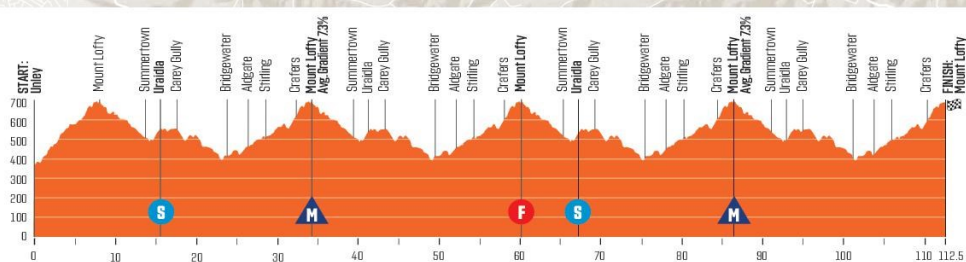 START:
Unley
Mount Lofty
Summertown
Uraidla
Carey Gully
Bridgewater
Aldgate
Stirling
Crafers
Mount Lofty
Avg. Gradient 7.3%
Summertown
Uraidla
Carey Gully
Bridgewater
Aldgate
Stirling
Crafers
Mount Lofty
Summertown
Uraidla
Carey Gully
Bridgewater
Aldgate
Stirling
Crafers
Mount Lofty
Avg. Gradient 7.3%
Summertown
Uraidla
Carey Gully
Bridgewater
Aldgate
Stirling
Crafers
FINISH:
Mount Lofty
700
600
500
400
300
200
100
0
S
M
F
S
M
0 10 20 30 40 50 60 70 80 90 100 110 112.5